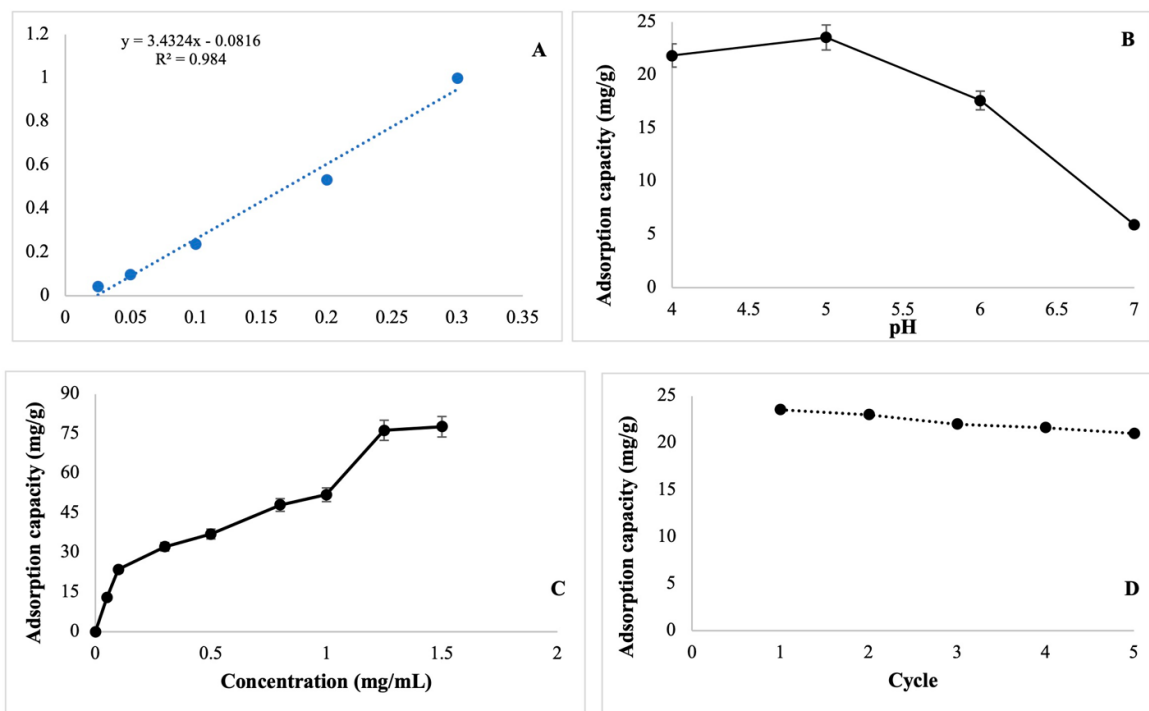 y = 3.4324x - 0.0816
R² = 0.984
A
1.2
1
0.8
0.6
0.4
0.2
0
0 0.05 0.1 0.15 0.2 0.25 0.3 0.35
B
Adsorption capacity (mg/g)
25
20
15
10
5
0
4 4.5 5 5.5 6 6.5 7
pH
C
Adsorption capacity (mg/g)
90
75
60
45
30
15
0
0 0.5 1 1.5 2
Concentration (mg/mL)
D
Adsorption capacity (mg/g)
25
20
15
10
5
0
0 1 2 3 4 5
Cycle